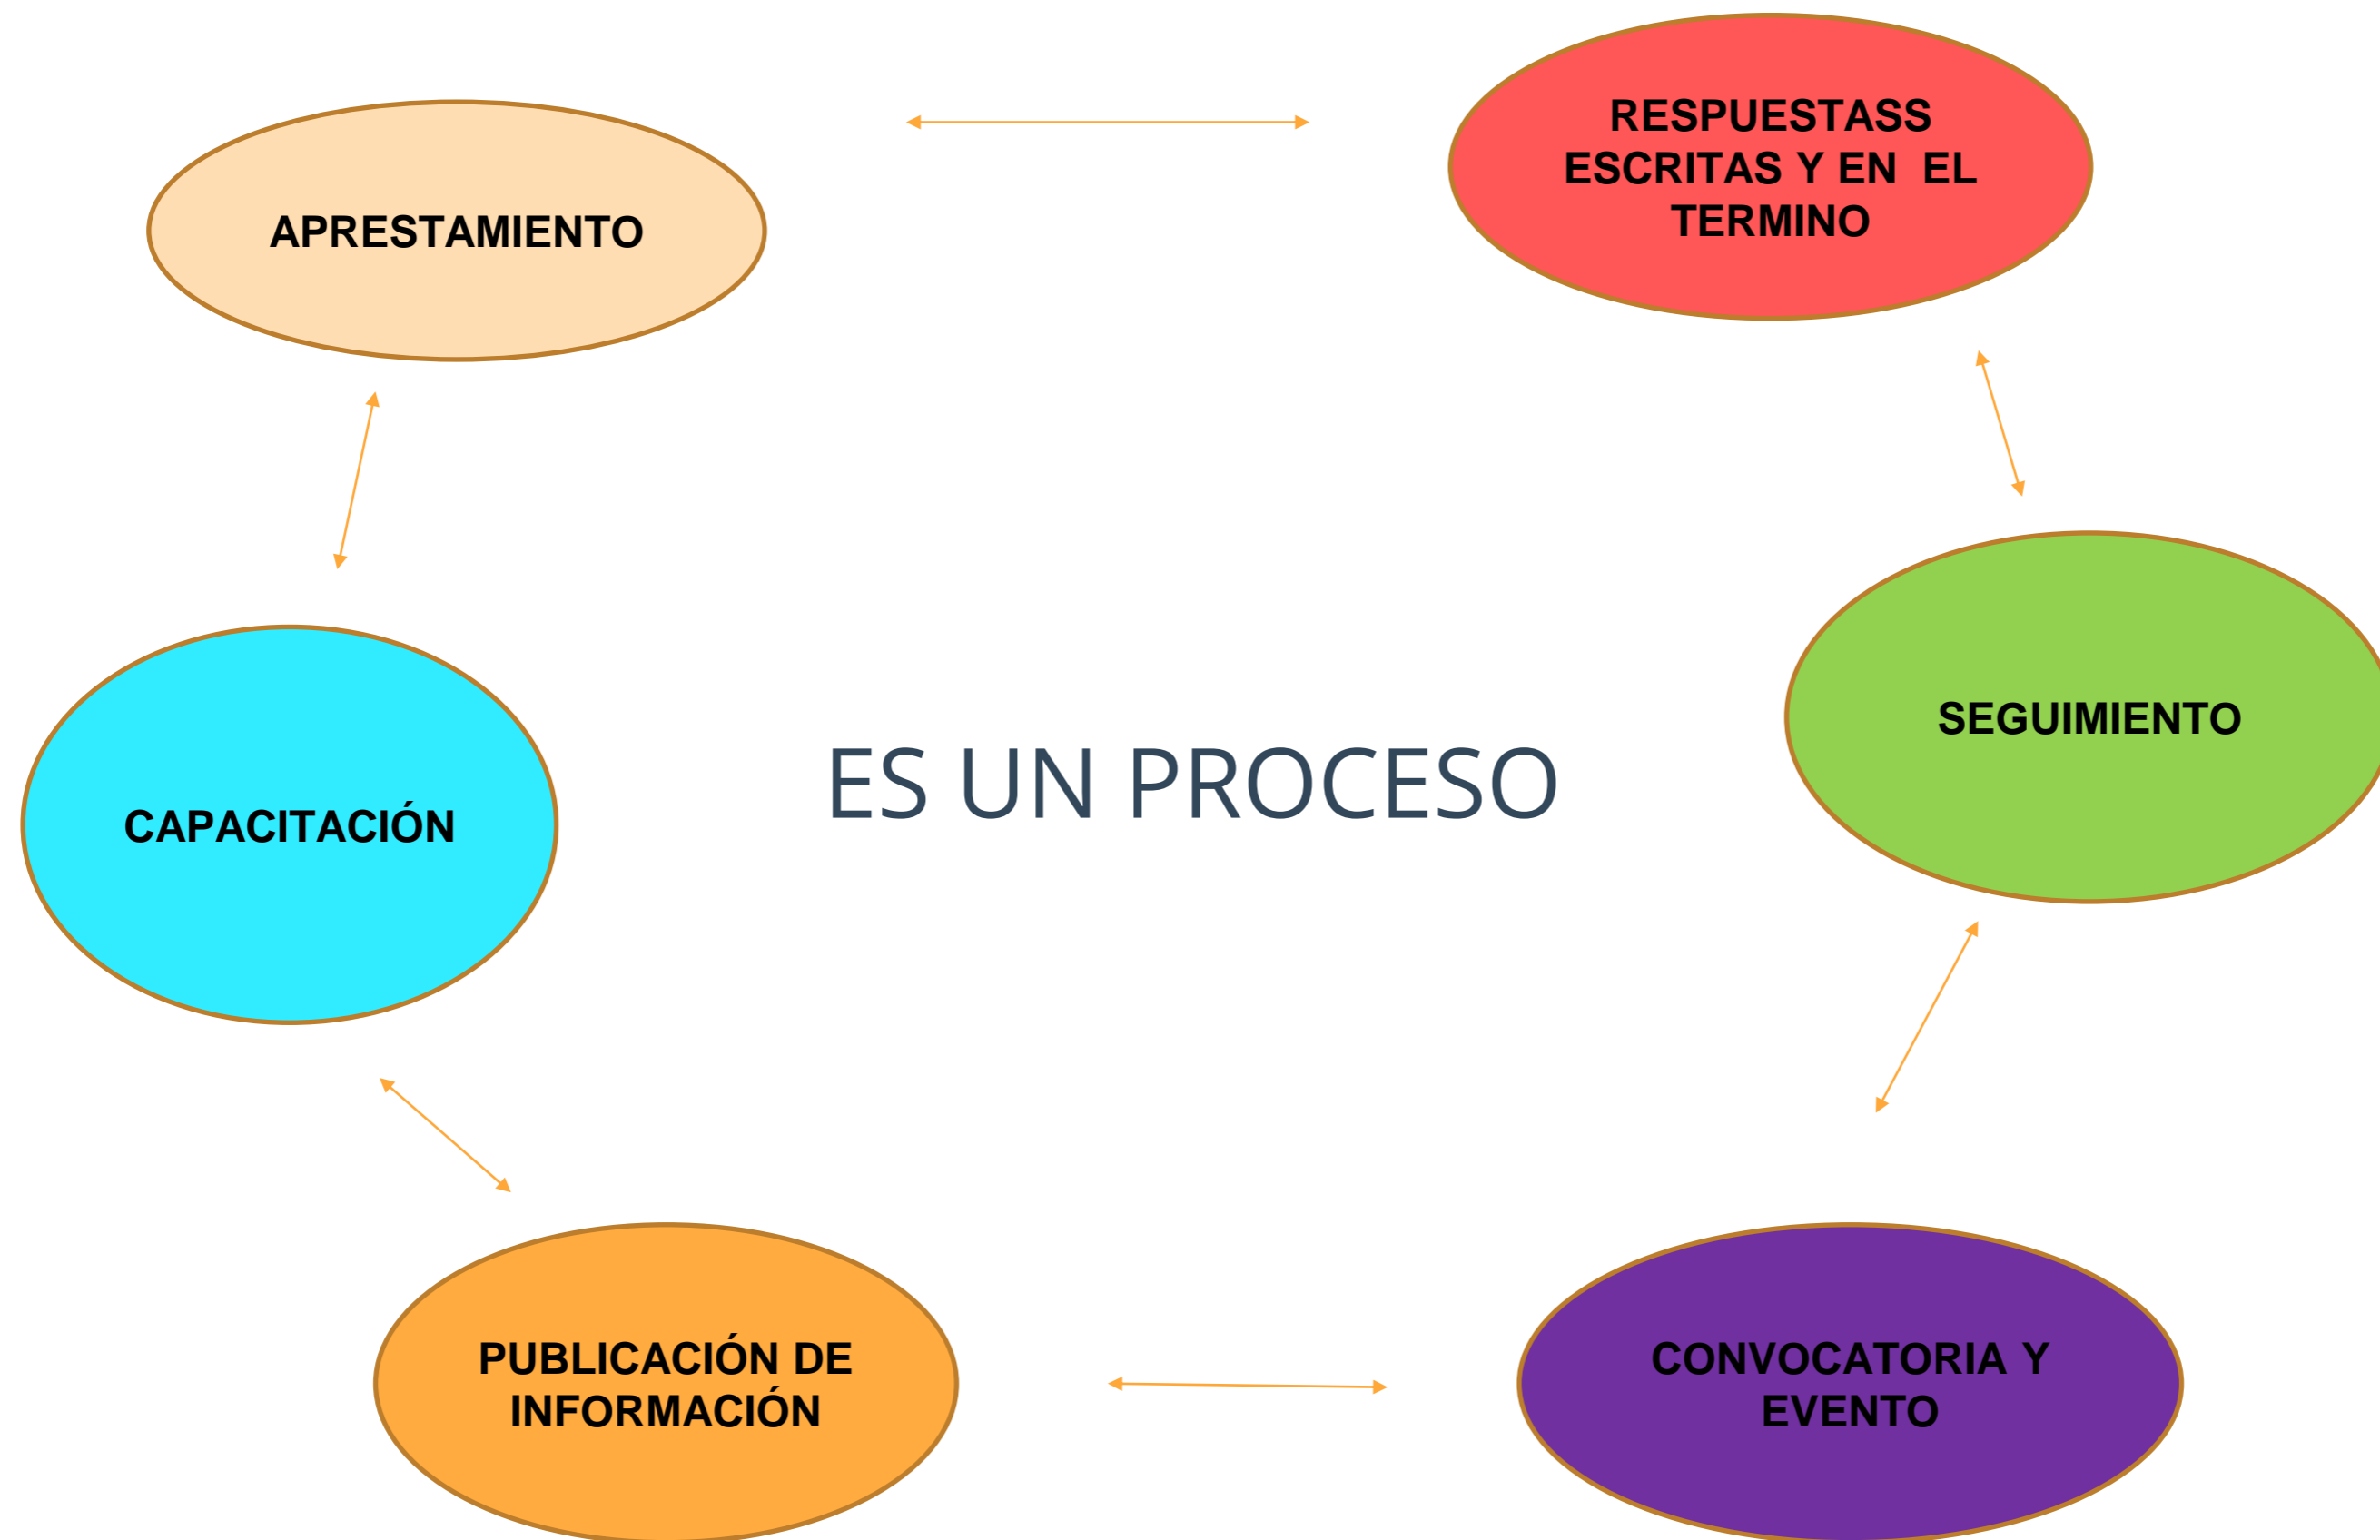 APRESTAMIENTO
RESPUESTASS
ESCRITAS Y EN  EL
TERMINO
CAPACITACIÓN
ES UN PROCESO
SEGUIMIENTO
PUBLICACIÓN DE
INFORMACIÓN
CONVOCATORIA Y
EVENTO